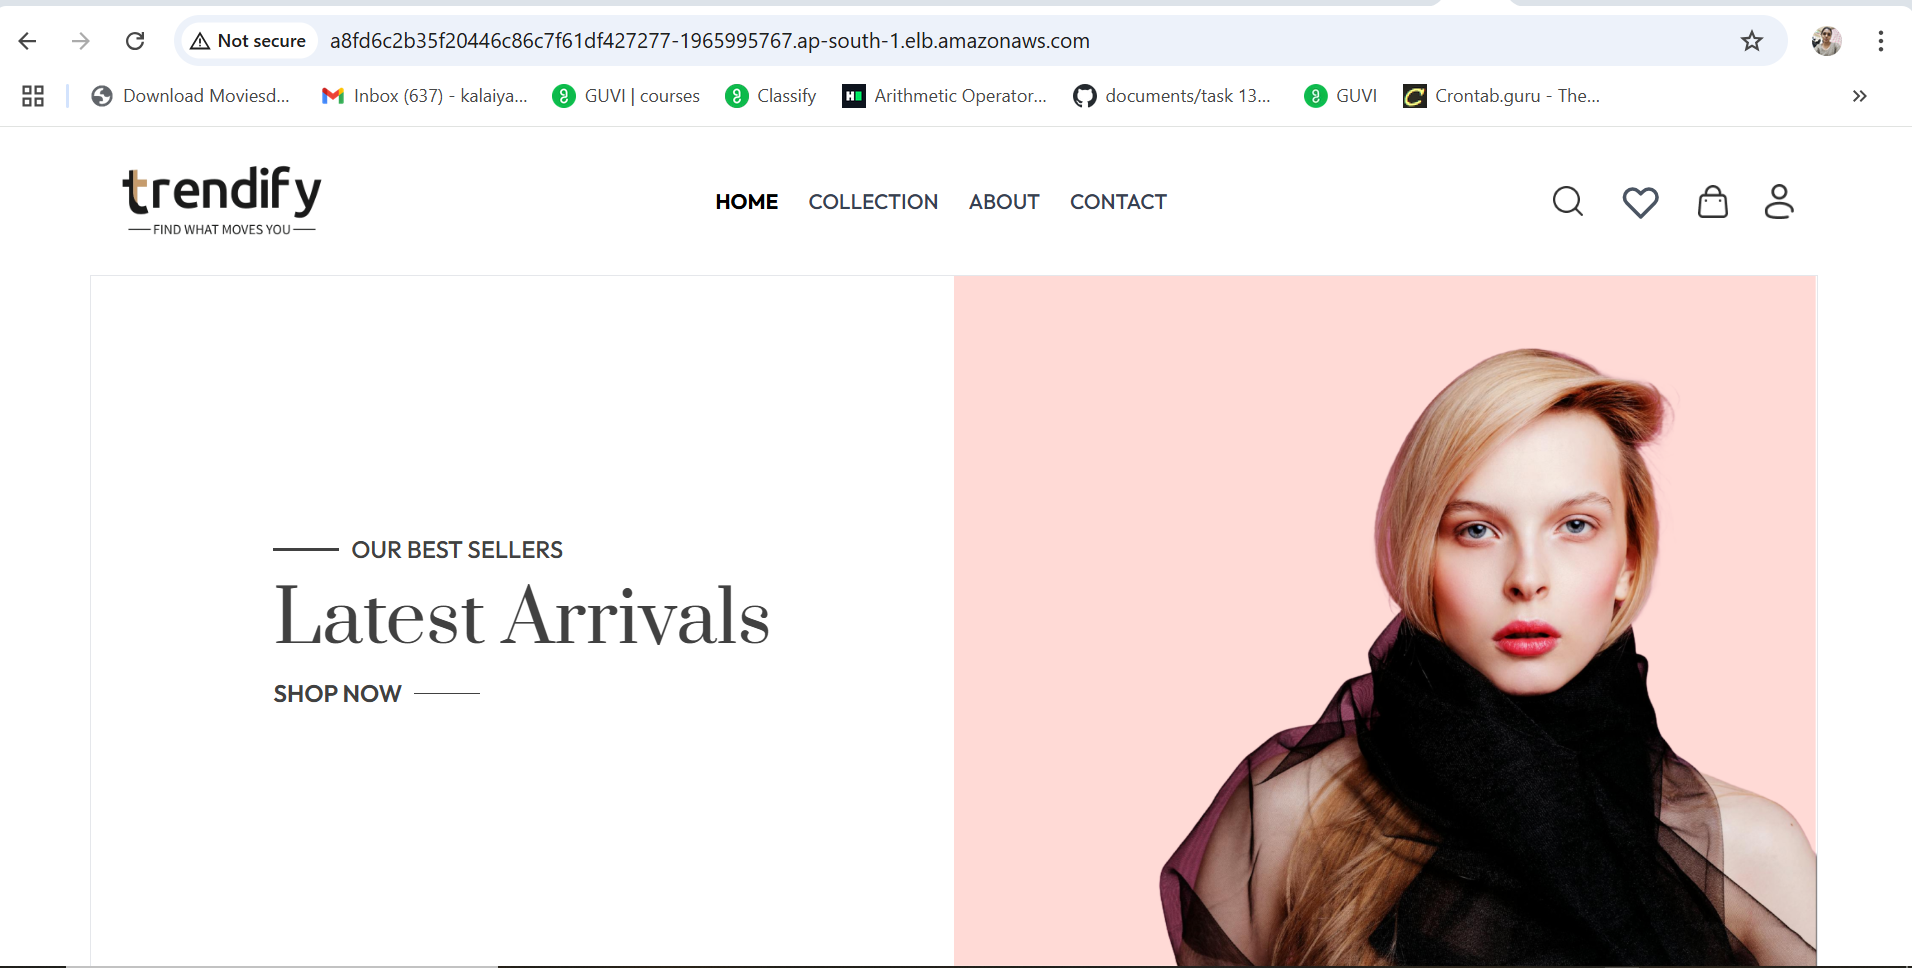 Not secure a8fd6c2b35f20446c86c7f61df427277-1965995767.ap-south-1.elb.amazonaws.com
Download Moviesd... Inbox (637) - kalaiya... GUVI | courses Classify Arithmetic Operator... documents/task 13... GUVI Crontab.guru - The...
trendify
FIND WHAT MOVES YOU
HOME COLLECTION ABOUT CONTACT
OUR BEST SELLERS
Latest Arrivals
SHOP NOW